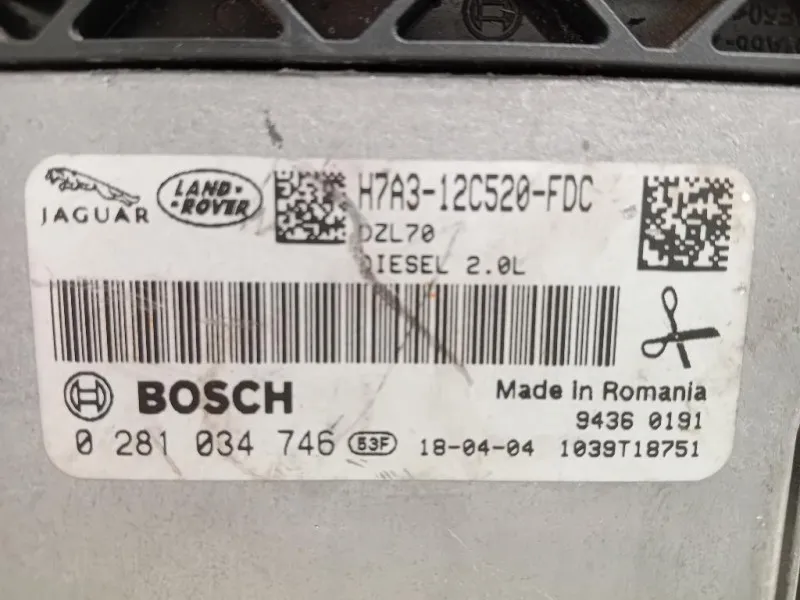 JAGUAR
LAND-ROVER
H7A3-12C520-FDC
DZL70
DIESEL 2.0L
BOSCH
Made in Romania
9436 0191
0 281 034 746 53F 18-04-04 1039T18751